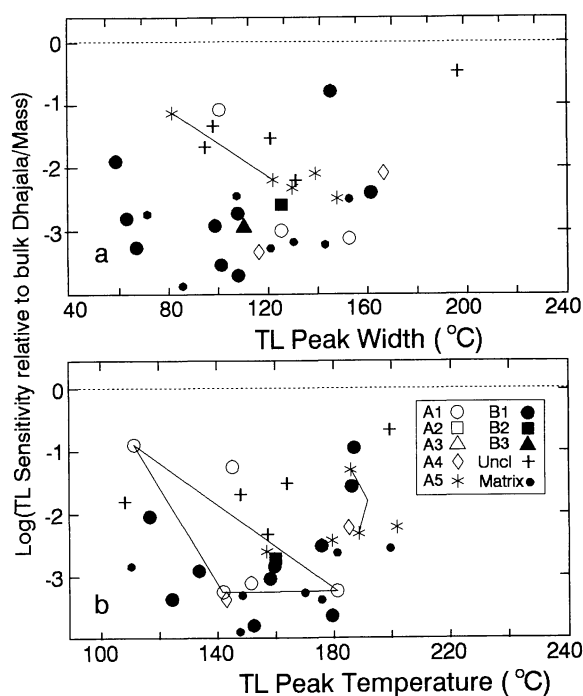 Log(TL Sensitivity relative to bulk Dhajala/Mass)
0
-1
-2
-3
a
40 80 120 160 200 240
TL Peak Width (°C)
0
-1
-2
-3
b
A1 B1
A2 B2
A3 B3
A4 Uncl
A5 Matrix
100 140 180 220 240
TL Peak Temperature (°C)